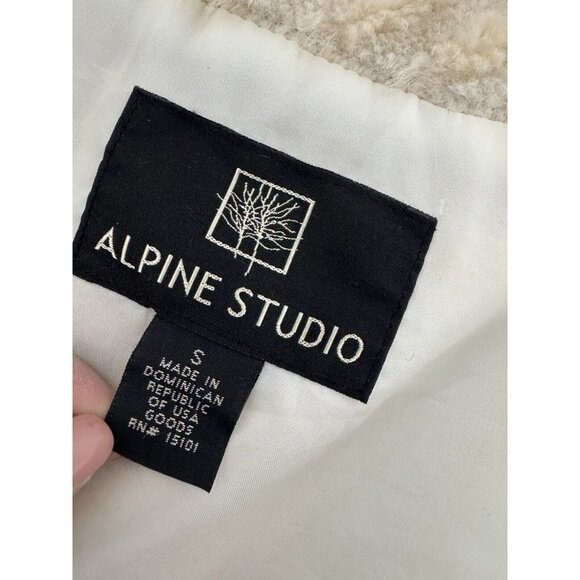 ALPINE STUDIO
S
MADE IN
DOMINICAN
REPUBLIC
OF USA
GOODS
RN# 15101